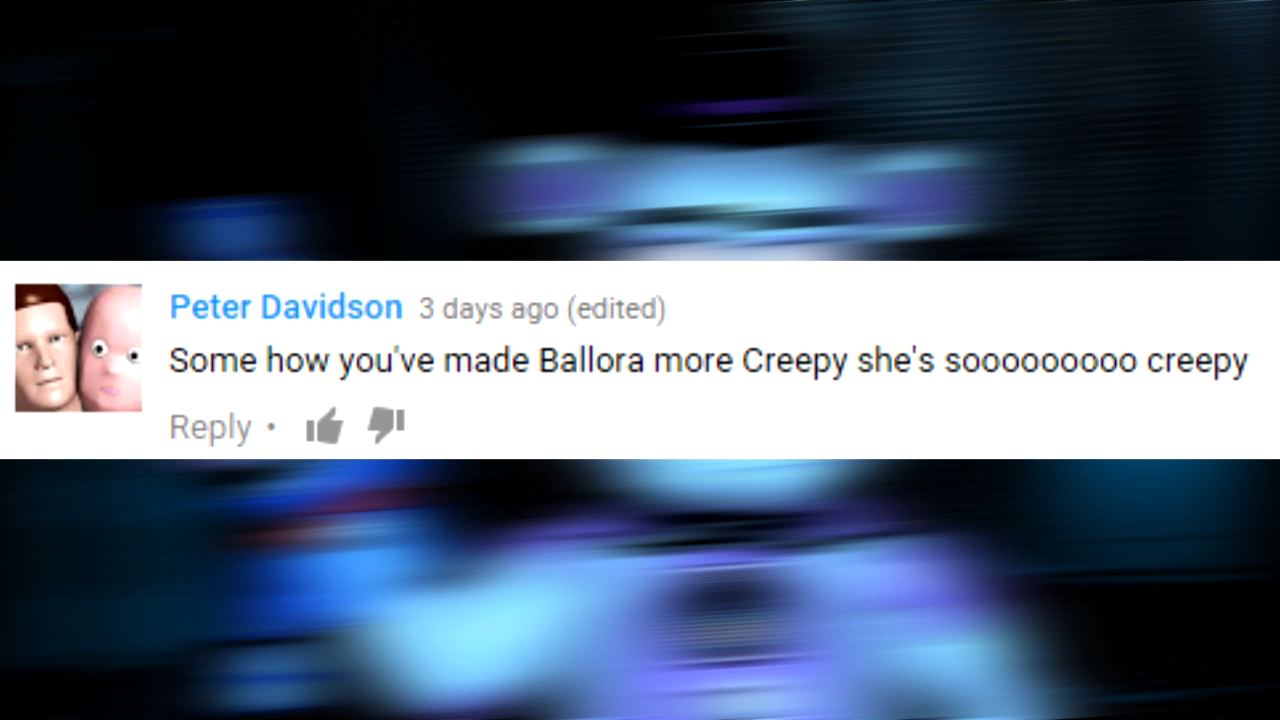 Peter Davidson 3 days ago (edited)
Some how you've made Ballora more Creepy she's sooooooooo creepy
Reply •